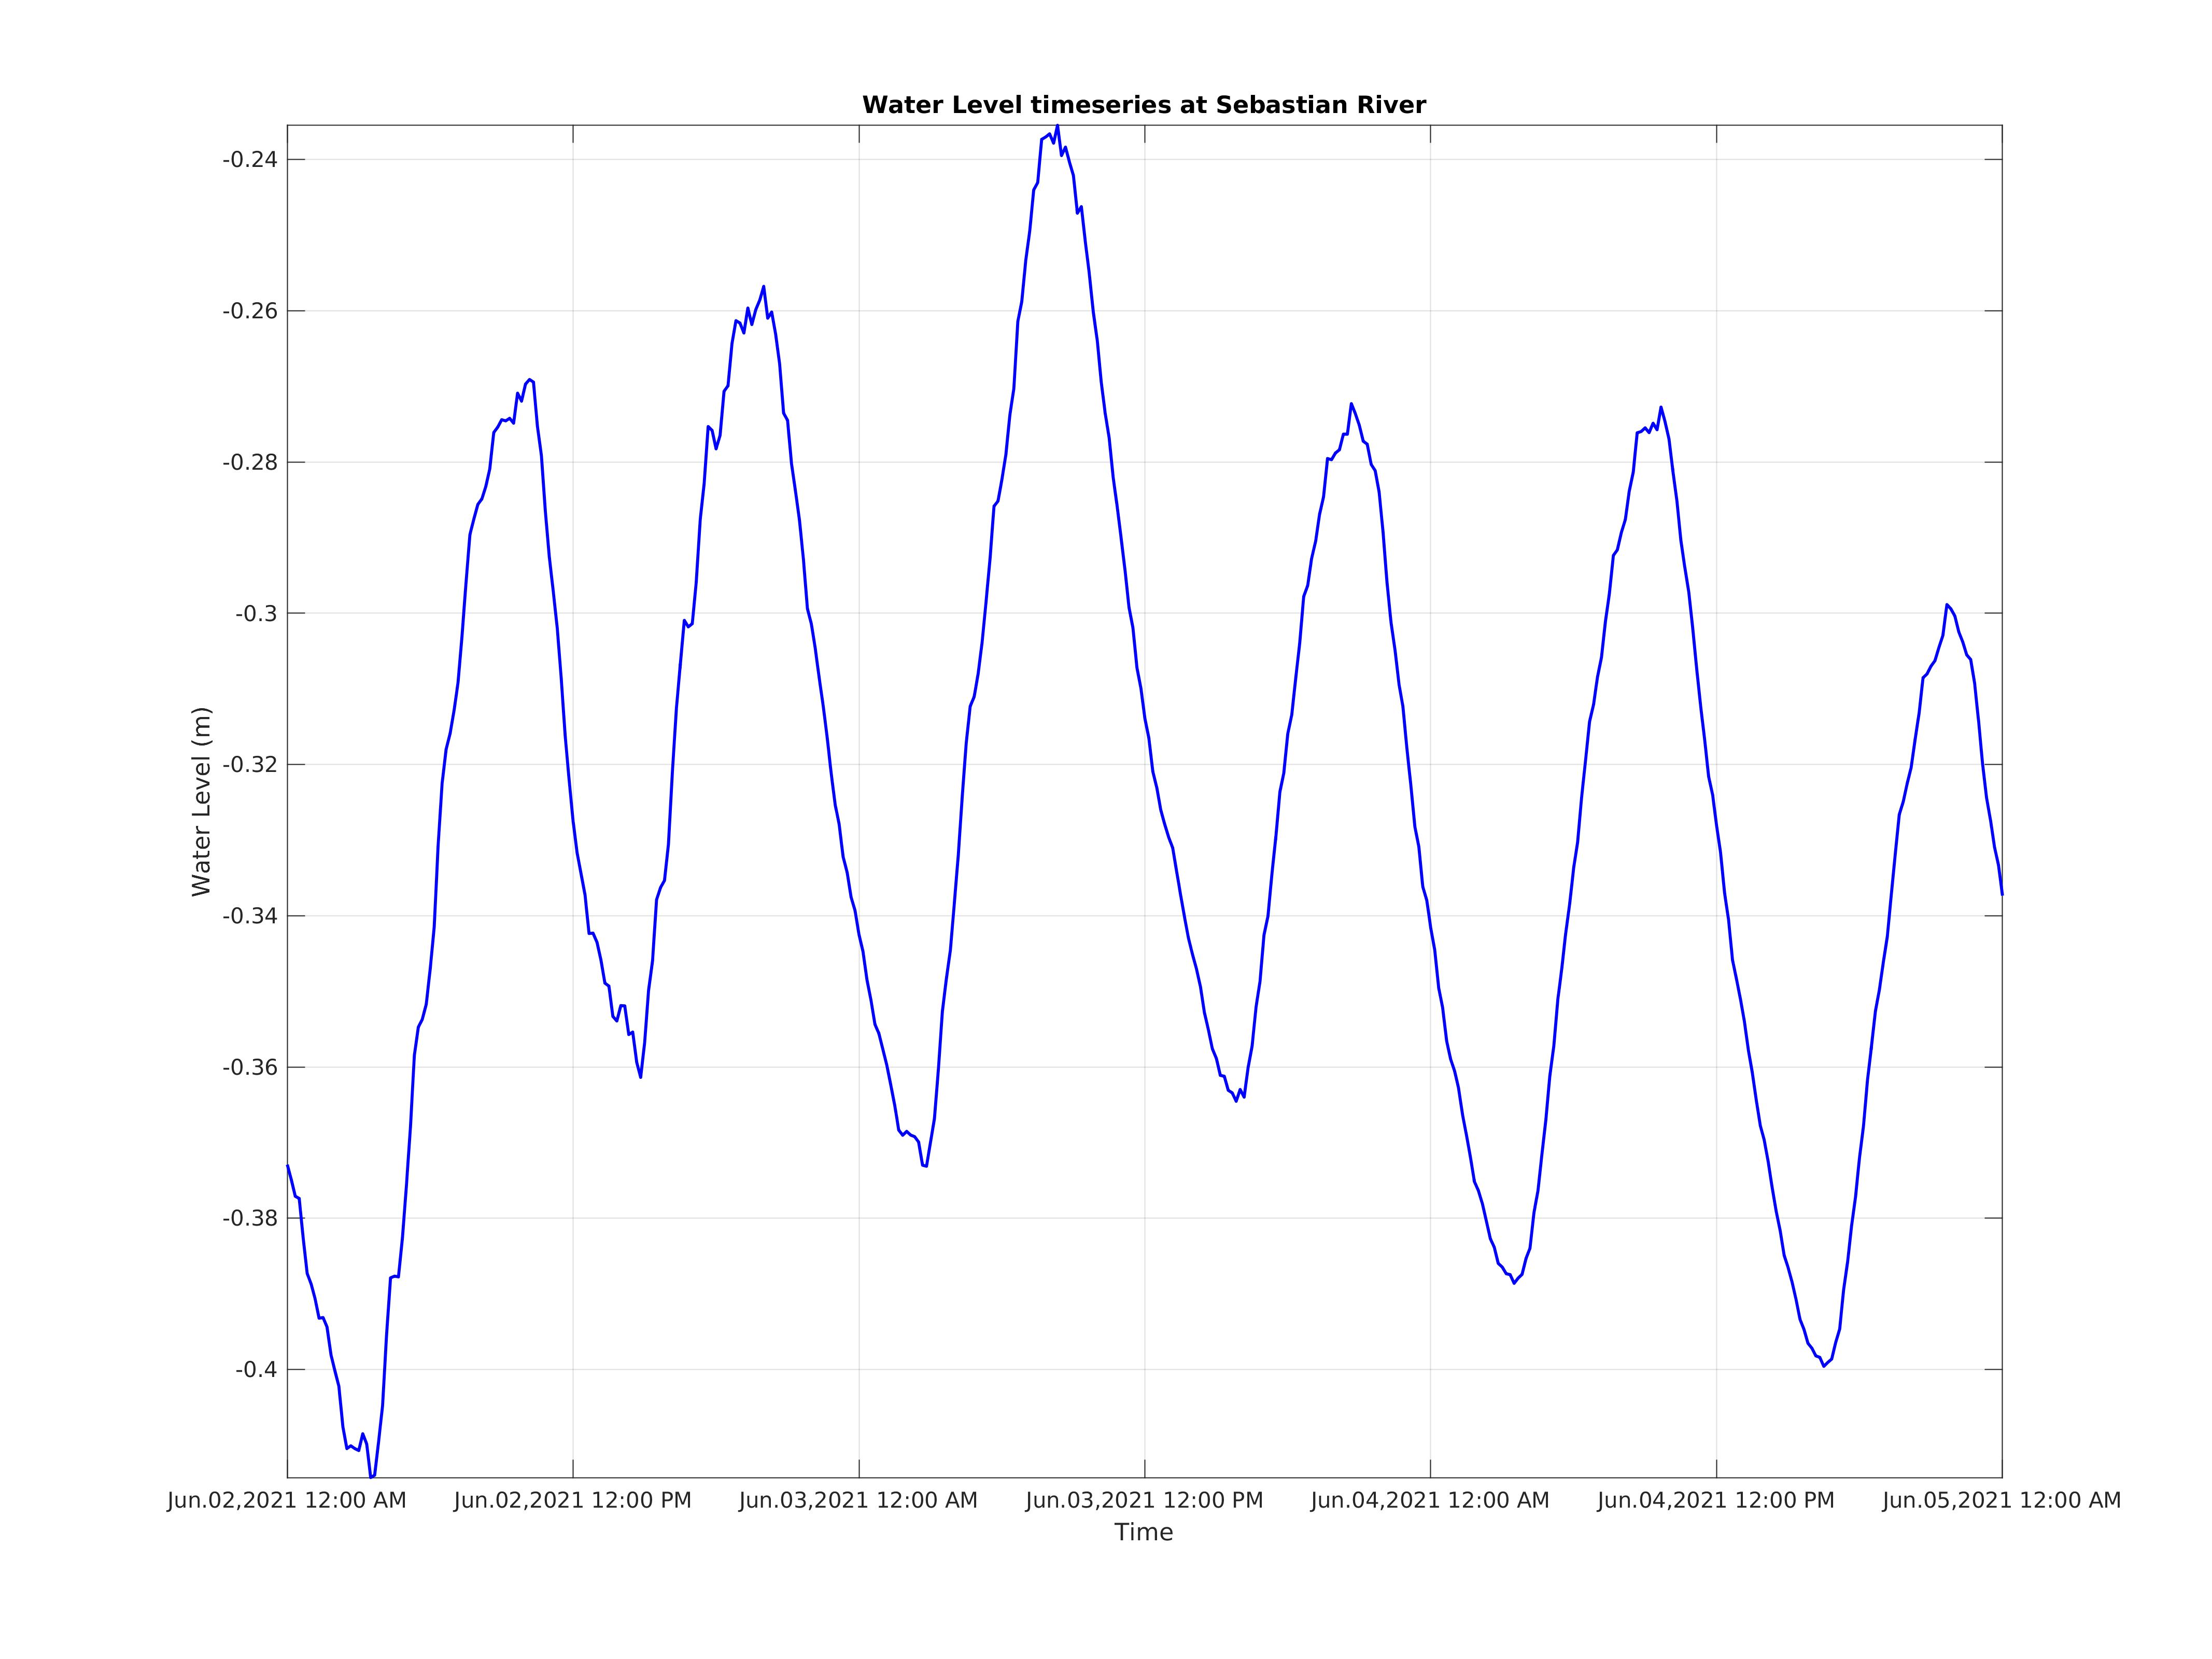 Water Level timeseries at Sebastian River
-0.24
-0.26
-0.28
-0.3
-0.32
-0.34
-0.36
-0.38
-0.4
Water Level (m)
Jun.02,2021 12:00 AM Jun.02,2021 12:00 PM Jun.03,2021 12:00 AM Jun.03,2021 12:00 PM Jun.04,2021 12:00 AM Jun.04,2021 12:00 PM Jun.05,2021 12:00 AM
Time